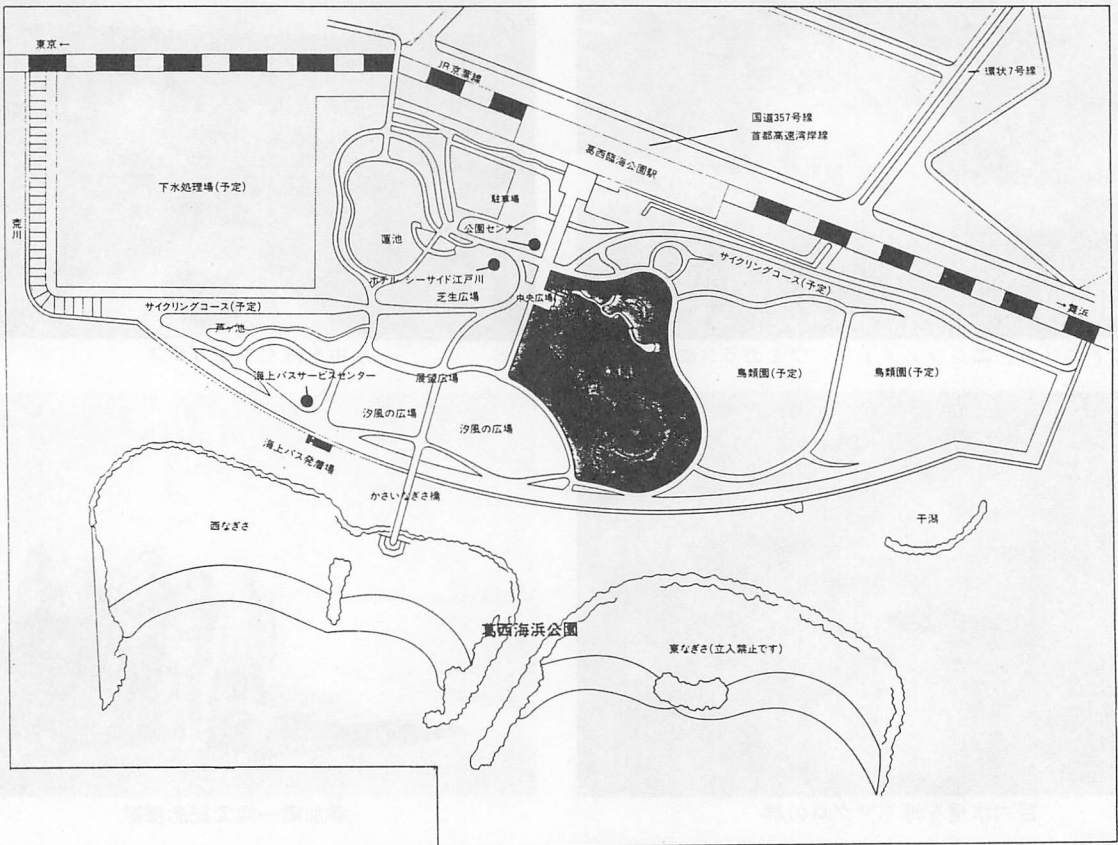 東京←
JR京葉線
環状7号線
国道357号線
首都高速湾岸線
葛西臨海公園駅
下水処理場(予定)
荒川
駐車場
公園センター
蓮池
ホテル シーサイド江戸川
芝生広場
中央広場
サイクリングコース(予定)
→舞浜
サイクリングコース(予定)
芦ヶ池
海上バスサービスセンター
展望広場
鳥類園(予定)
鳥類園(予定)
汐風の広場
汐風の広場
海上バス発着場
かさいなぎさ橋
西なぎさ
干潟
葛西海浜公園
東なぎさ(立入禁止です)